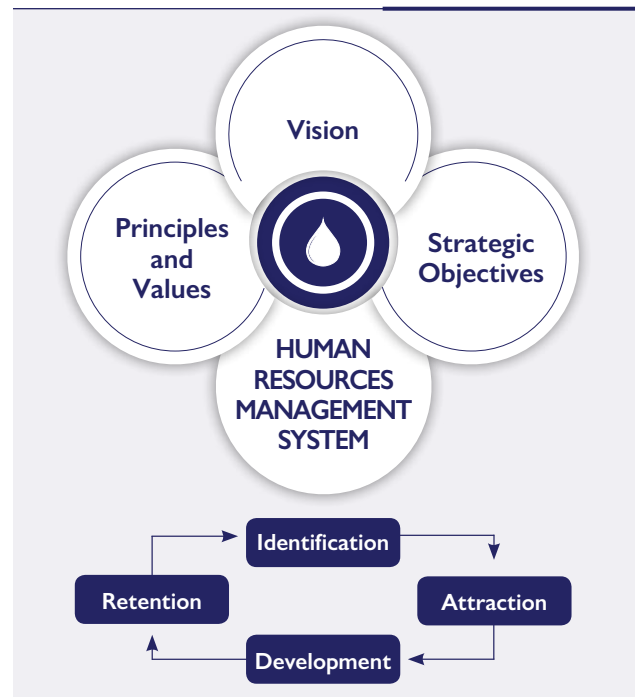 Vision
Principles
and
Values
Strategic
Objectives
HUMAN
RESOURCES
MANAGEMENT
SYSTEM
Identification
Retention
Attraction
Development